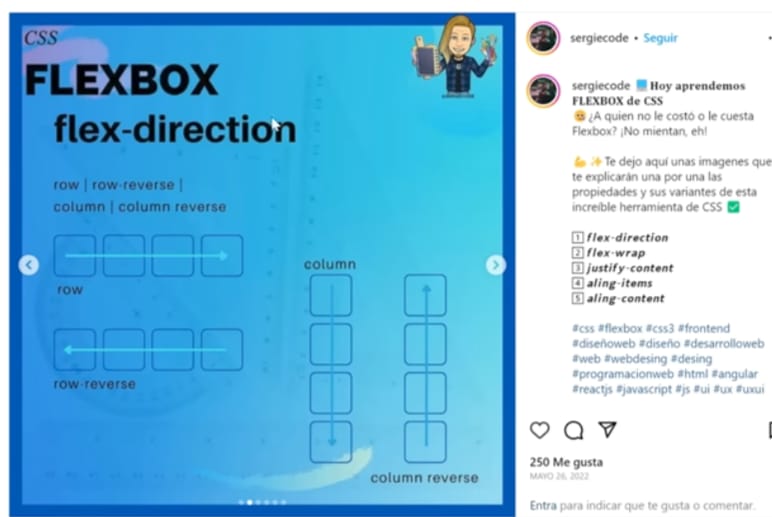 CSS
FLEXBOX
flex-direction
row | row-reverse |
column | column reverse
row
row-reverse
column
column reverse
sergiecode • Seguir
sergiecode Hoy aprendemos
FLEXBOX de CSS
¿A quien no le costó o le cuesta
Flexbox? ¡No mientan, eh!
Te dejo aquí unas imagenes que
te explicarán una por una las
propiedades y sus variantes de esta
increíble herramienta de CSS ✅
1 flex-direction
2 flex-wrap
3 justify-content
4 aling-items
5 aling-content
#css #flexbox #css3 #frontend
#diseñoweb #diseño #desarrolloweb
#web #webdesing #desing
#programacionweb #html #angular
#reactjs #javascript #js #ui #ux #uxui
250 Me gusta
MAYO 26, 2022
Entra para indicar que te gusta o comentar.